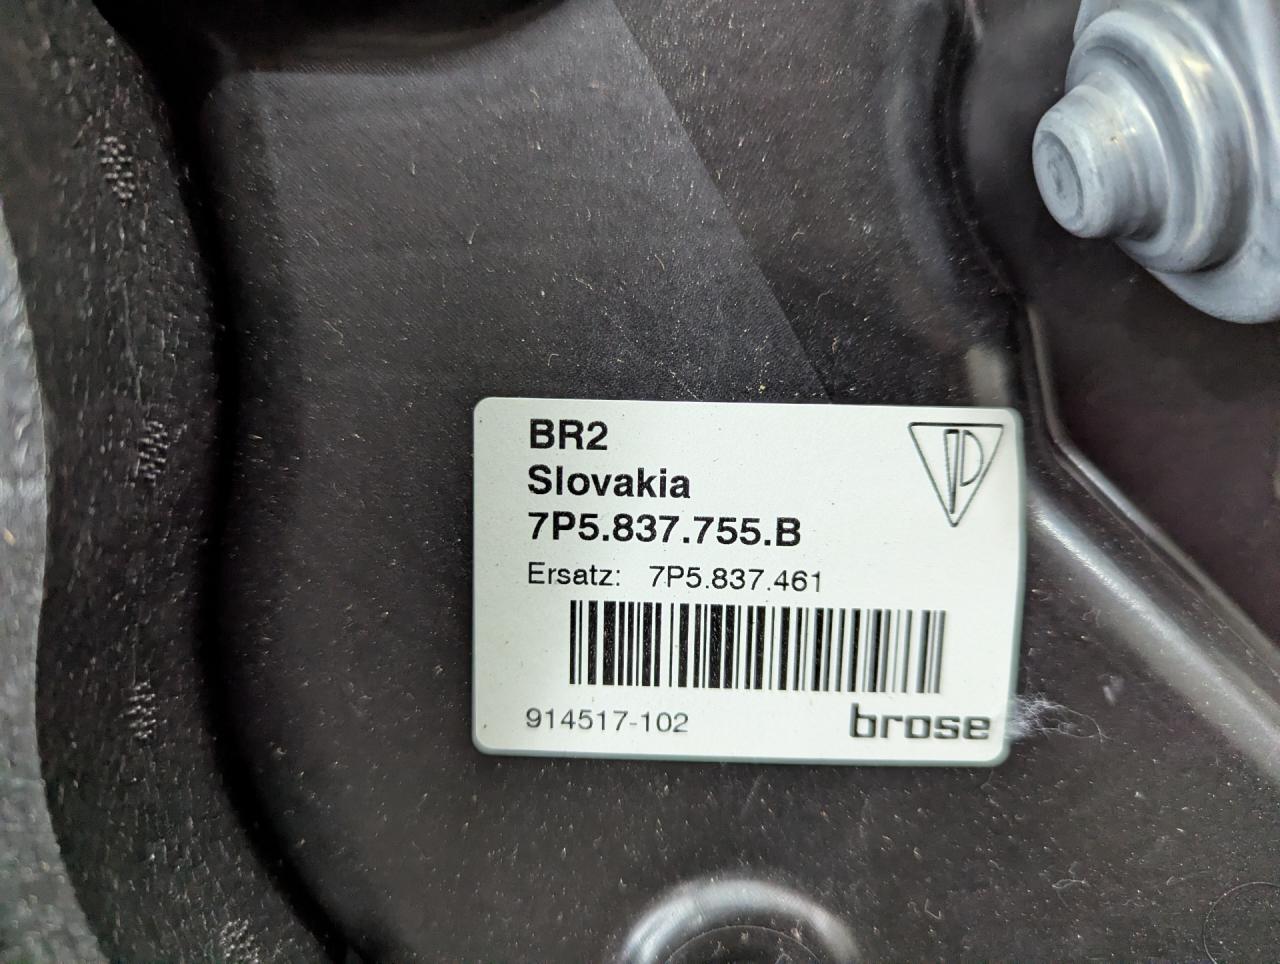 BR2
Slovakia
7P5.837.755.B
Ersatz: 7P5.837.461
914517-102
brose